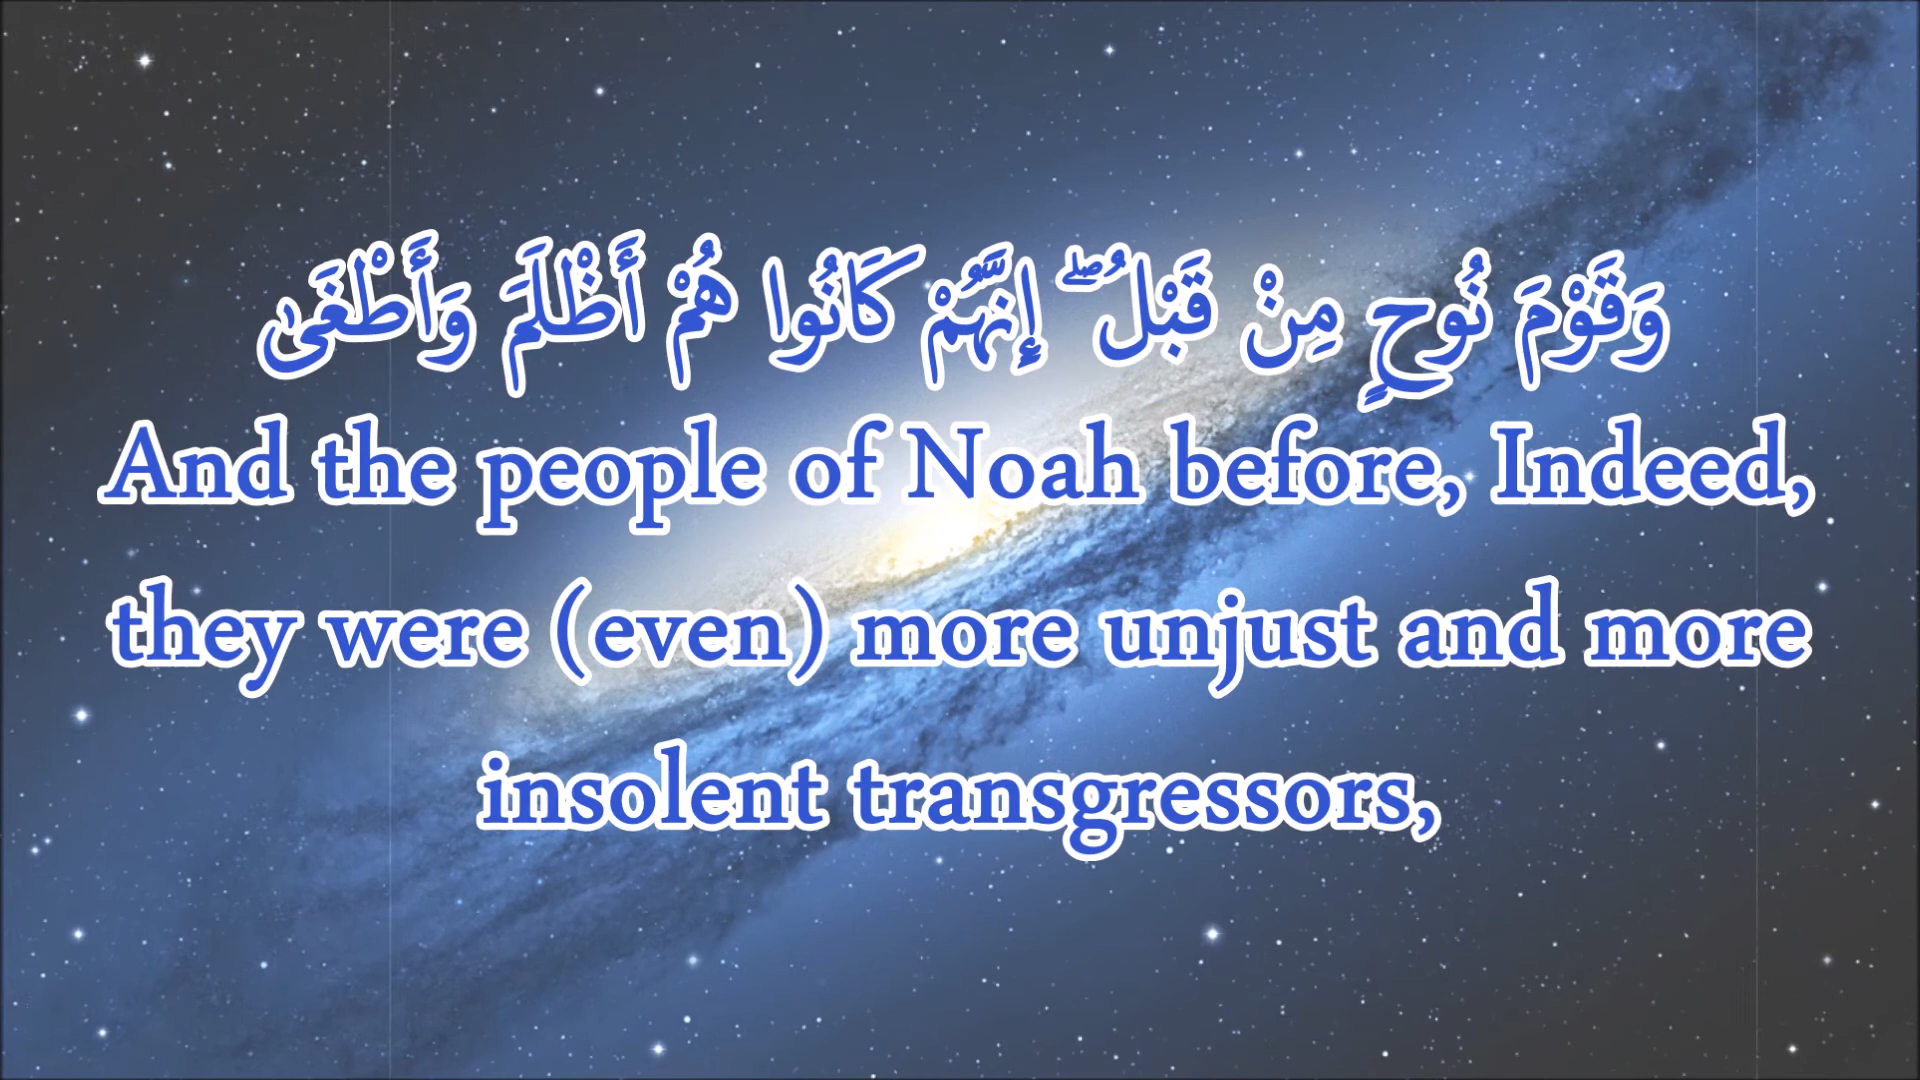 وَقَوْمَ نُوحٍ مِنْ قَبْلُ ۖ إِنَّهُمْ كَانُوا هُمْ أَظْلَمَ وَأَطْغَىٰ
And the people of Noah before, Indeed,
they were (even) more unjust and more
insolent transgressors,